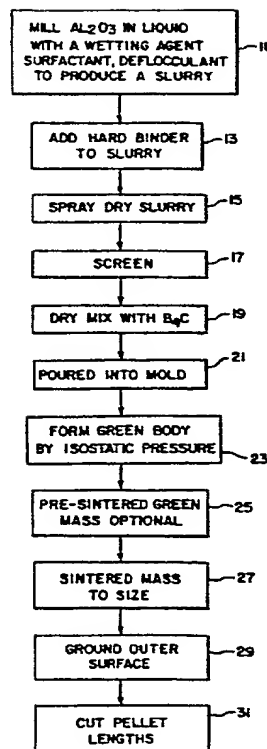 MILL AL2O3 IN LIQUID
WITH A WETTING AGENT
SURFACTANT, DEFLOCCULANT
TO PRODUCE A SLURRY
11
ADD HARD BINDER
TO SLURRY
13
SPRAY DRY SLURRY
15
SCREEN
17
DRY MIX WITH B4C
19
POURED INTO MOLD
21
FORM GREEN BODY
BY ISOSTATIC PRESSURE
23
PRE-SINTERED GREEN
MASS OPTIONAL
25
SINTERED MASS
TO SIZE
27
GROUND OUTER
SURFACE
29
CUT PELLET
LENGTHS
31